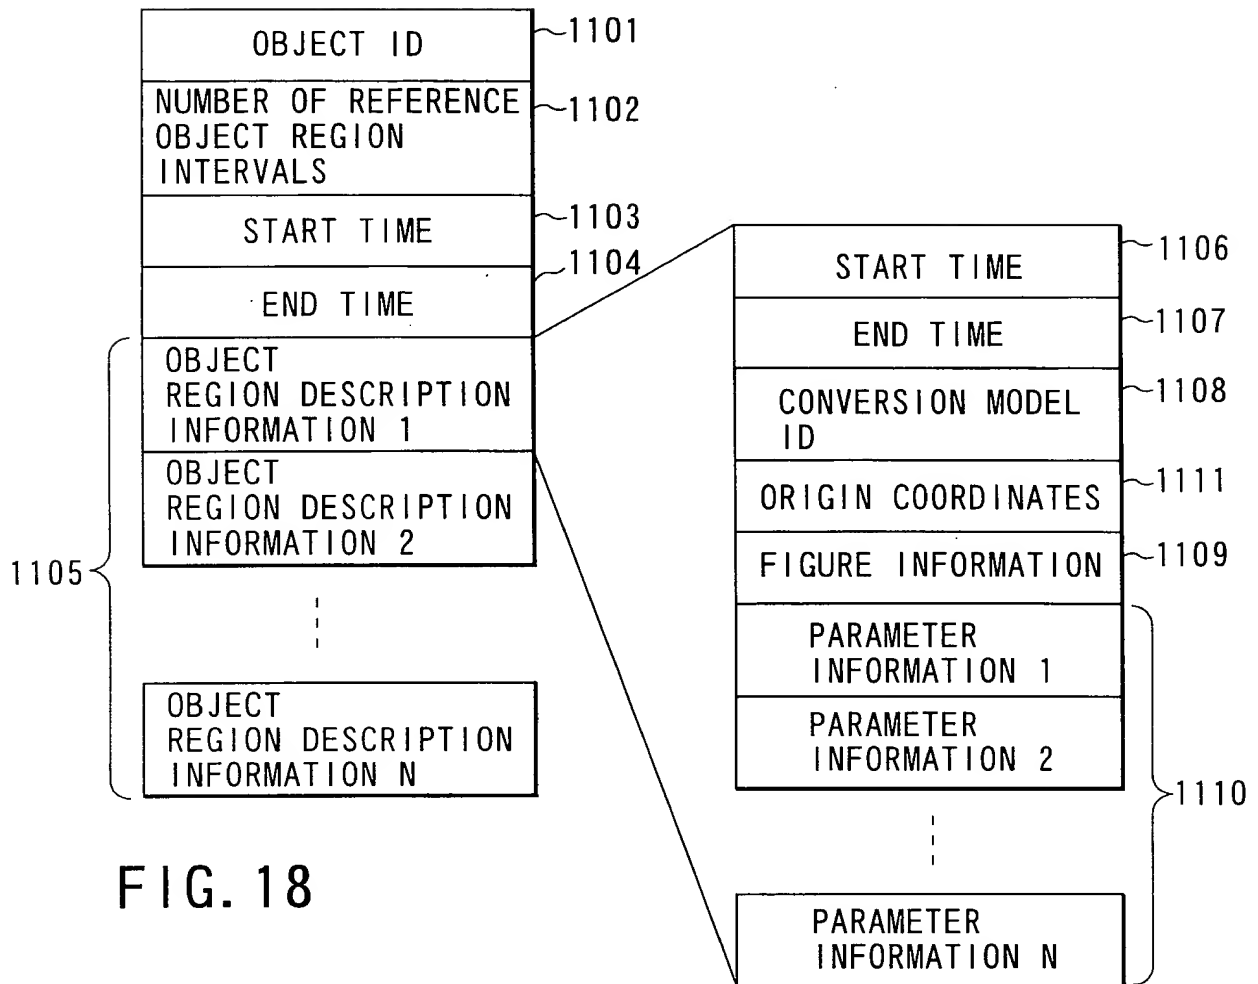 OBJECT ID
1101
NUMBER OF REFERENCE
OBJECT REGION
INTERVALS
1102
START TIME
1103
END TIME
1104
OBJECT
REGION DESCRIPTION
INFORMATION 1
OBJECT
REGION DESCRIPTION
INFORMATION 2
1105
OBJECT
REGION DESCRIPTION
INFORMATION N
START TIME
1106
END TIME
1107
CONVERSION MODEL
ID
1108
ORIGIN COORDINATES
1111
FIGURE INFORMATION
1109
PARAMETER
INFORMATION 1
PARAMETER
INFORMATION 2
1110
PARAMETER
INFORMATION N
FIG. 18